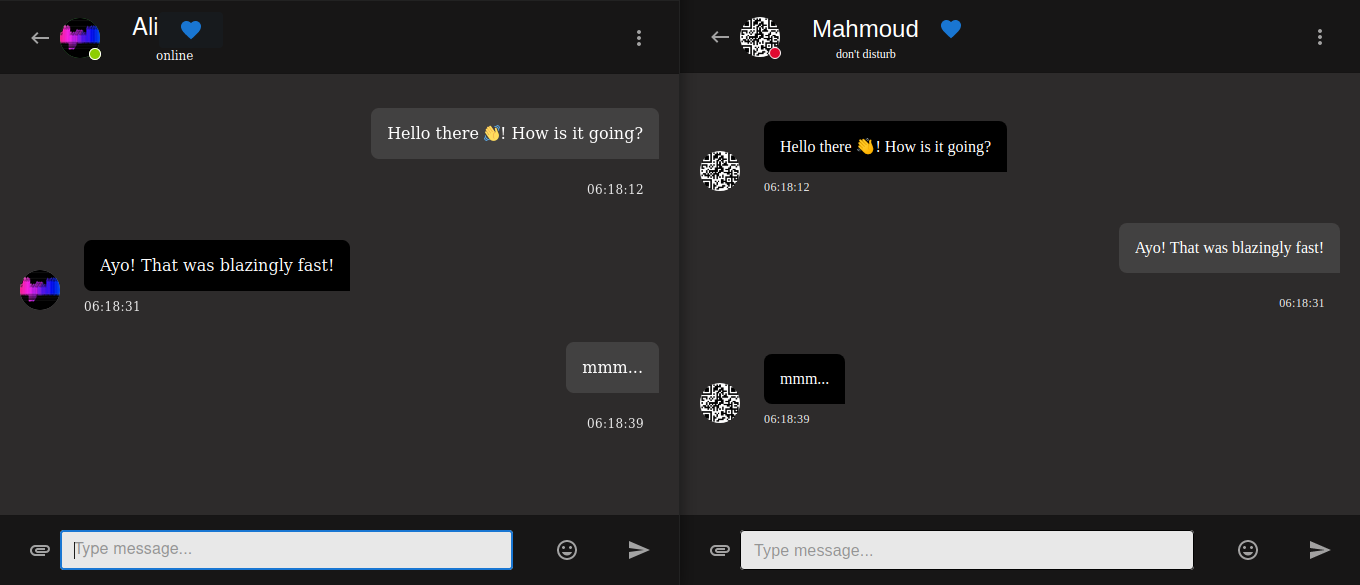 Ali 💙
online
Hello there 👋! How is it going?
06:18:12
Ayo! That was blazingly fast!
06:18:31
mmm...
06:18:39
Type message...
Mahmoud 💙
don't disturb
Hello there 👋! How is it going?
06:18:12
Ayo! That was blazingly fast!
06:18:31
mmm...
06:18:39
Type message...